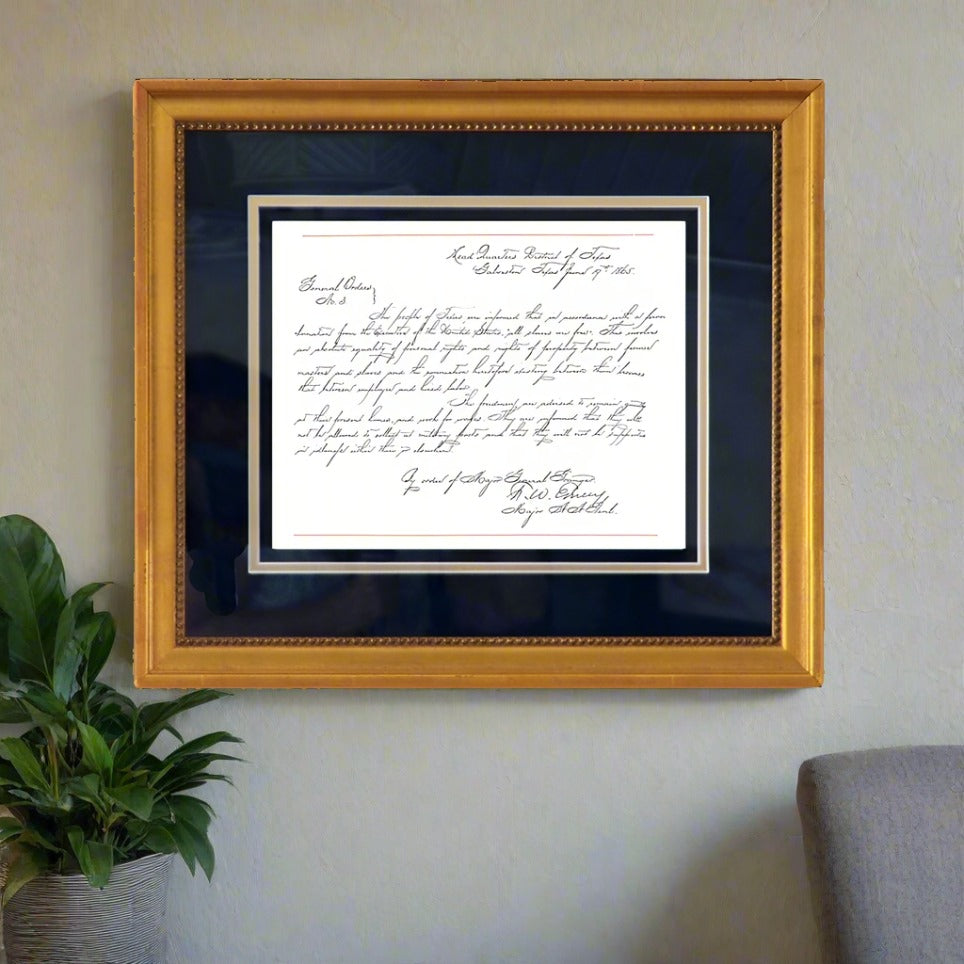 Head Quarters District of Texas
Galveston Texas June 19th 1865.
General Orders
No. 3
The people of Texas are informed that in accordance with a Procla-
mation from the Executive of the United States, "all slaves are free." This involves
an absolute equality of personal rights and rights of property between former
masters and slaves and the connection heretofore existing between them becomes
that between employer and hired labor.
The freedmen are advised to remain quietly
at their present homes, and work for wages. They are informed that they will
not be allowed to collect at military posts and that they will not be supported
in idleness either there or elsewhere.
By order of Major General Granger
F. W. Emery
Major A. A. Genl.